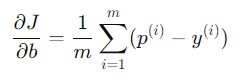 ∂J/∂b = 1/m ∑_{i=1}^{m} (p^{(i)} − y^{(i)})